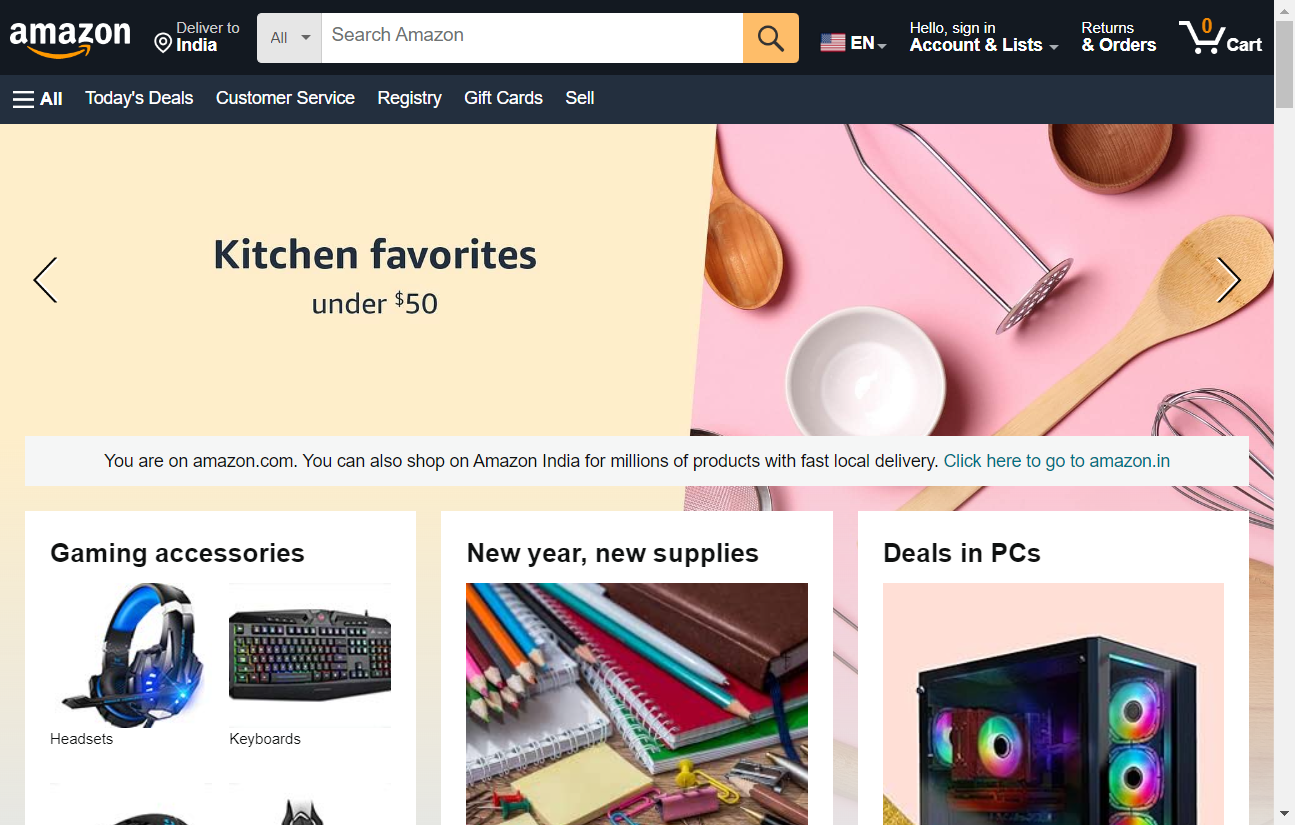 amazon
Deliver to
India
All
Search Amazon
EN
Hello, sign in
Account & Lists
Returns
& Orders
0
Cart
All
Today's Deals
Customer Service
Registry
Gift Cards
Sell
Kitchen favorites
under $50
You are on amazon.com. You can also shop on Amazon India for millions of products with fast local delivery. Click here to go to amazon.in
Gaming accessories
New year, new supplies
Deals in PCs
Headsets
Keyboards